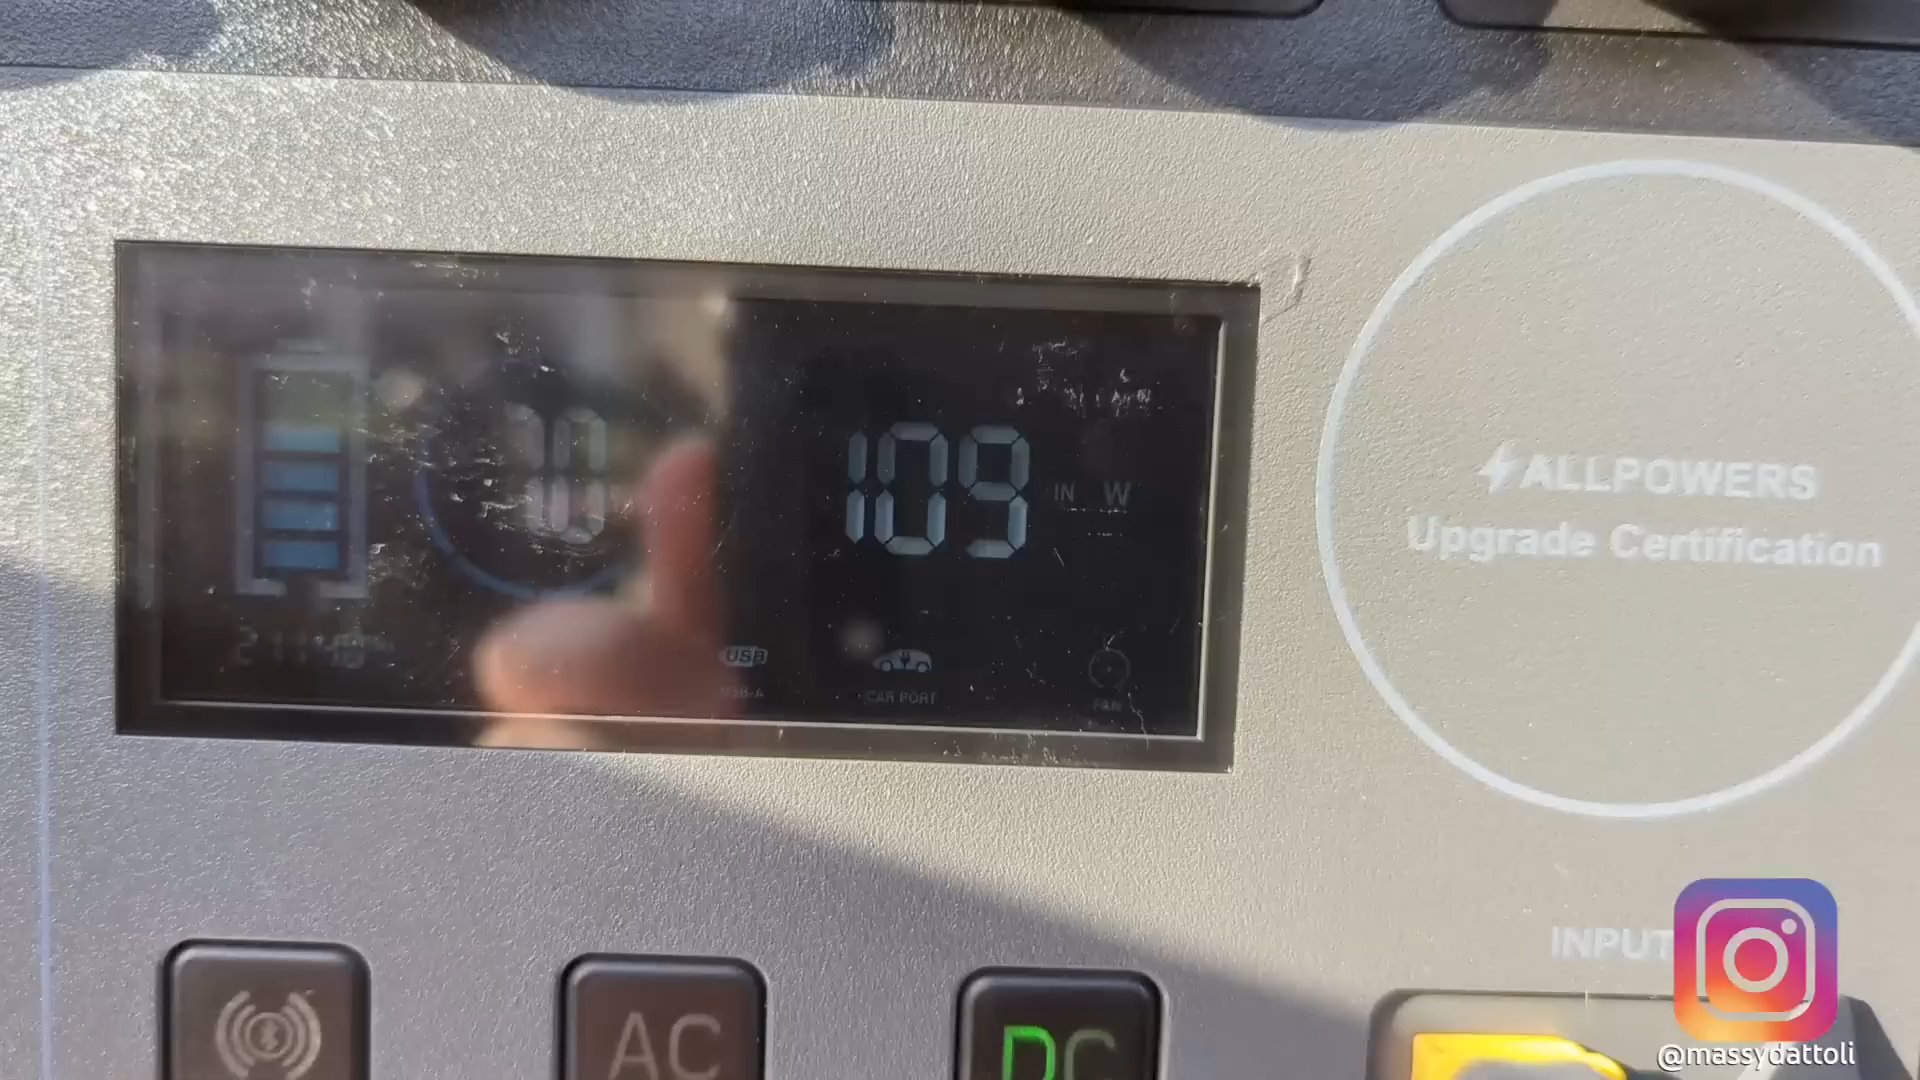 109 IN W
USB
USB-A
CAR PORT
FAN
ALLPOWERS
Upgrade Certification
INPUT
AC
DC
@massydattoli